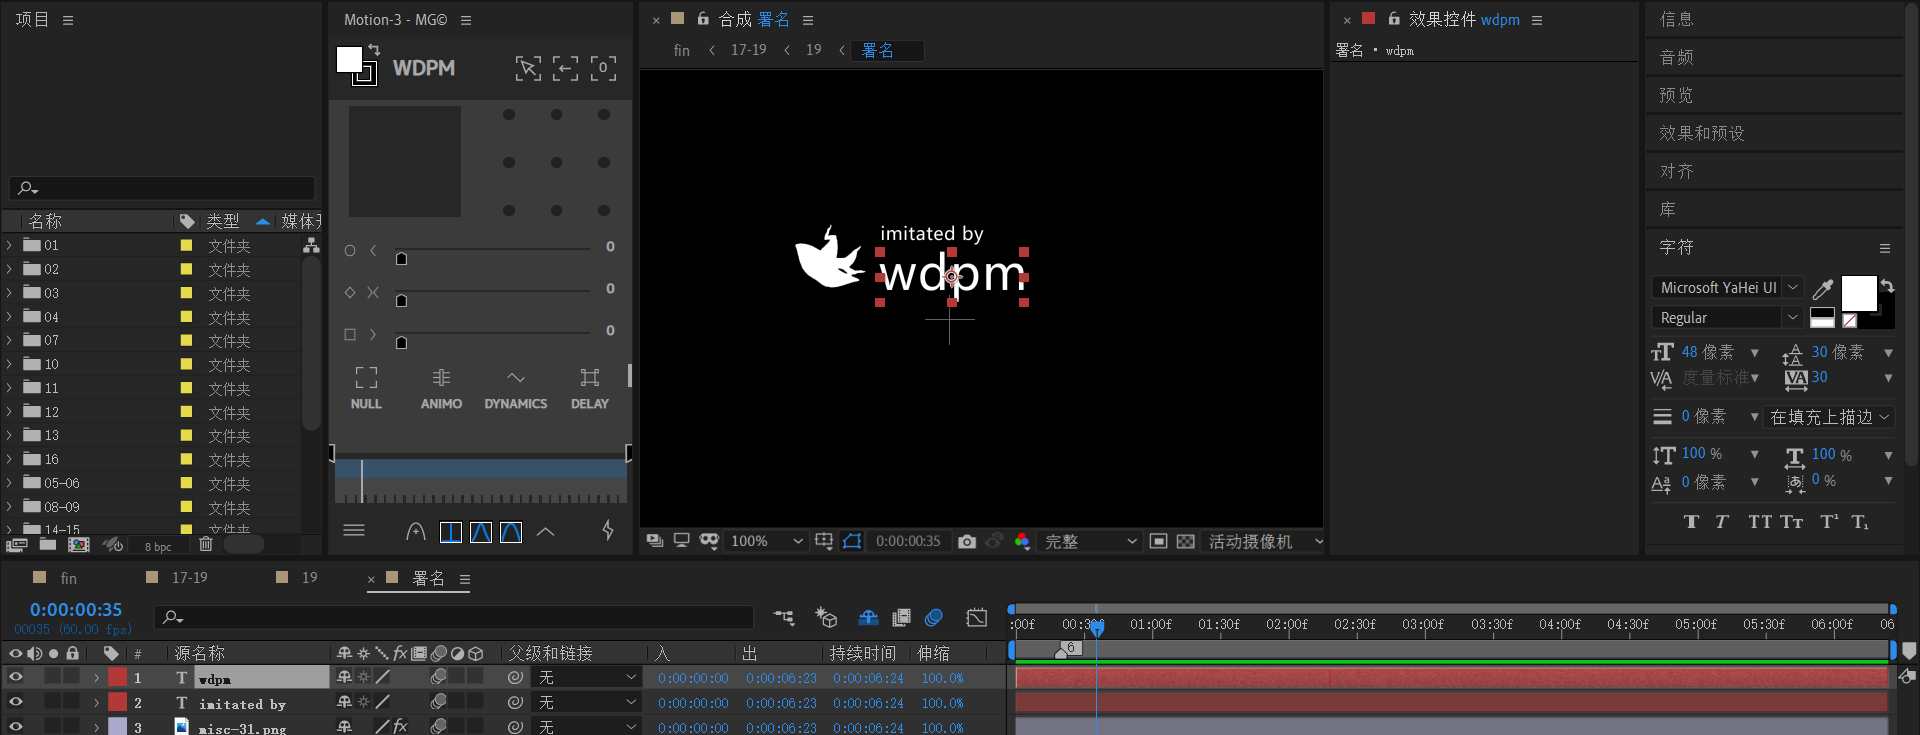 项目
名称 类型 媒体开
01 文件夹
02 文件夹
03 文件夹
04 文件夹
07 文件夹
10 文件夹
11 文件夹
12 文件夹
13 文件夹
16 文件夹
05-06 文件夹
08-09 文件夹
14-15 文件夹
8 bpc
Motion-3 - MG©
WDPM
0
0
0
NULL ANIMO DYNAMICS DELAY
× 合成 署名
fin < 17-19 < 19 < 署名
imitated by
wdpm
100% 0:00:00:35 完整 活动摄像机
× 效果控件 wdpm
署名 · wdpm
信息
音频
预览
效果和预设
对齐
库
字符
Microsoft YaHei UI
Regular
48 像素 30 像素
度量标准 30
0 像素 在填充上描边
100 % 100 %
0 像素 0 %
T T TT Tт T¹ T₁
fin 17-19 19 × 署名
0:00:00:35
00035 (60.00 fps)
# 源名称 父级和链接 入 出 持续时间 伸缩
1 T wdpm 无 0:00:00:00 0:00:06:23 0:00:06:24 100.0%
2 T imitated by 无 0:00:00:00 0:00:06:23 0:00:06:24 100.0%
3 misc-31.png 无 0:00:00:00 0:00:06:23 0:00:06:24 100.0%
:00f 00:30f 01:00f 01:30f 02:00f 02:30f 03:00f 03:30f 04:00f 04:30f 05:00f 05:30f 06:00f 06
6